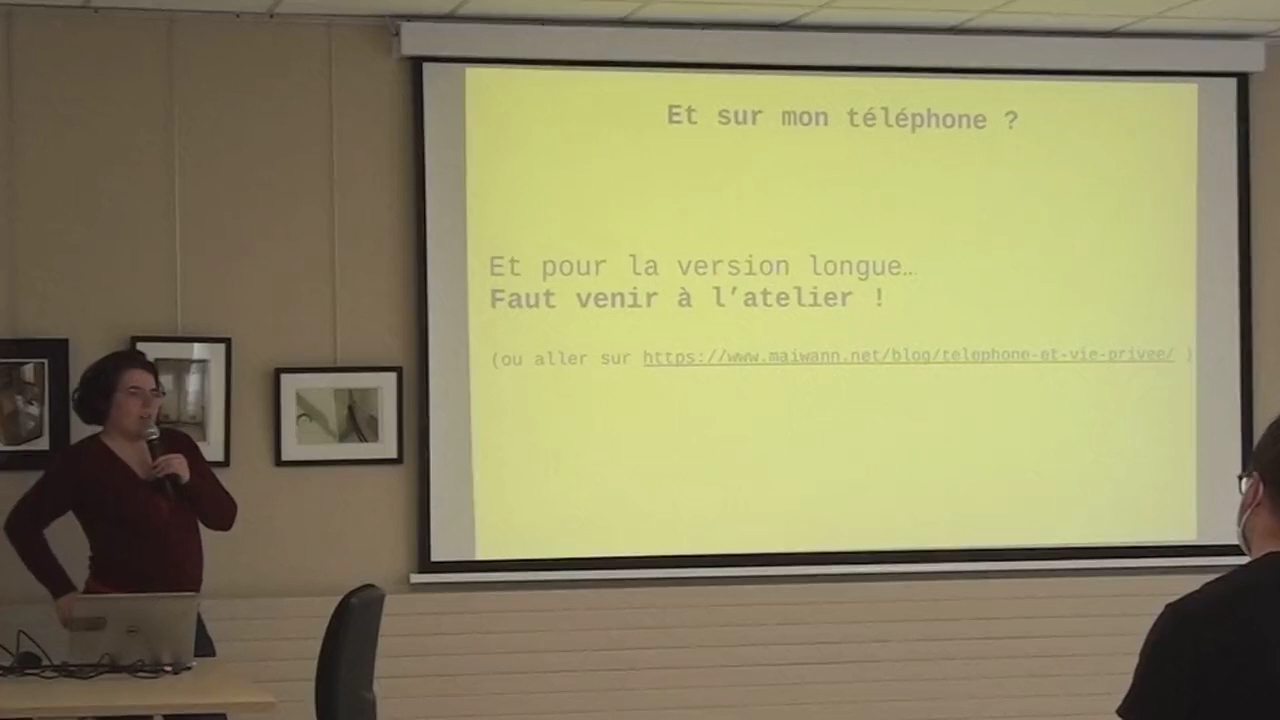 Et sur mon téléphone ?
Et pour la version longue…
Faut venir à l’atelier !
(ou aller sur https://www.maiwann.net/blog/telephone-et-vie-privee/ )